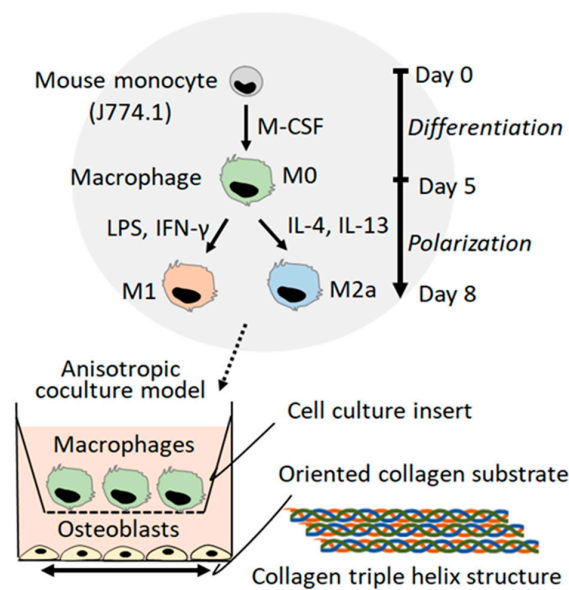 Mouse monocyte
(J774.1)
Day 0
M-CSF
Differentiation
Macrophage
M0
Day 5
LPS, IFN-γ
IL-4, IL-13
Polarization
M1
M2a
Day 8
Anisotropic
coculture model
Cell culture insert
Macrophages
Oriented collagen substrate
Osteoblasts
Collagen triple helix structure